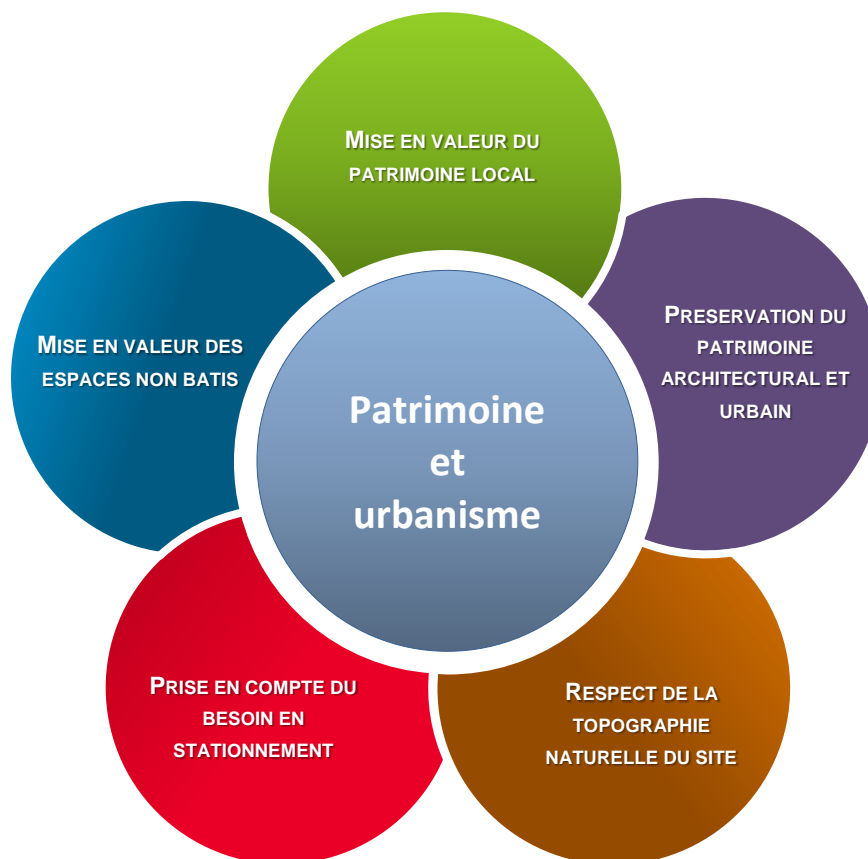 MISE EN VALEUR DU
PATRIMOINE LOCAL
PRESERVATION DU
PATRIMOINE
ARCHITECTURAL ET
URBAIN
RESPECT DE LA
TOPOGRAPHIE
NATURELLE DU SITE
PRISE EN COMPTE DU
BESOIN EN
STATIONNEMENT
MISE EN VALEUR DES
ESPACES NON BATIS
Patrimoine
et
urbanisme